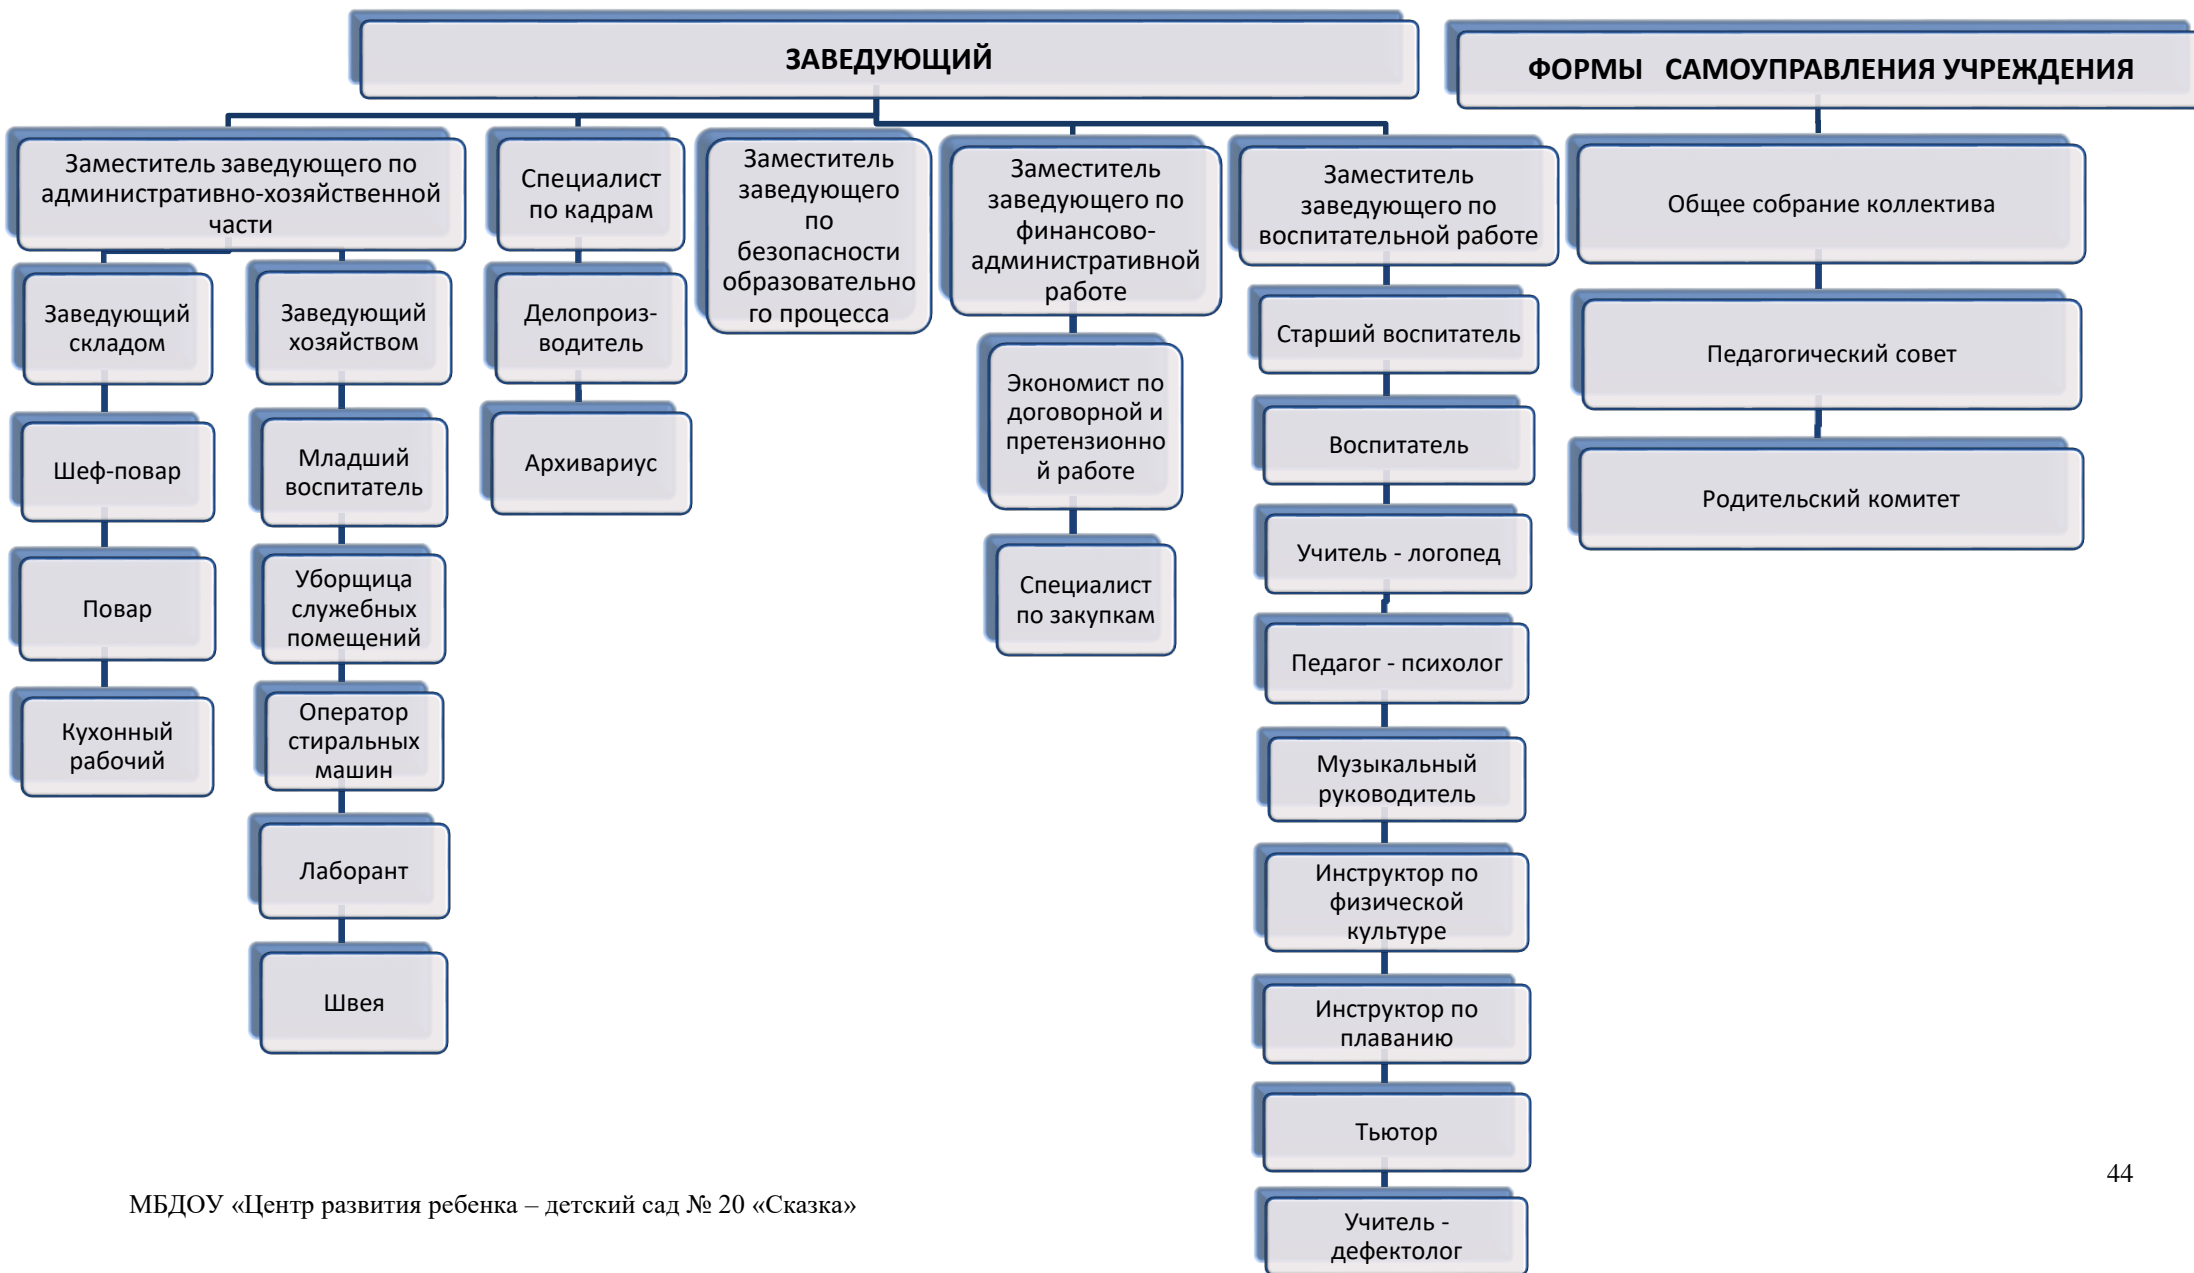 ЗАВЕДУЮЩИЙ
ФОРМЫ САМОУПРАВЛЕНИЯ УЧРЕЖДЕНИЯ
Заместитель заведующего по
административно-хозяйственной
части
Заведующий
складом
Шеф-повар
Повар
Кухонный
рабочий
Заведующий
хозяйством
Младший
воспитатель
Уборщица
служебных
помещений
Оператор
стиральных
машин
Лаборант
Швея
Специалист
по кадрам
Делопроиз-
водитель
Архивариус
Заместитель
заведующего
по
безопасности
образовательно
го процесса
Заместитель
заведующего по
финансово-
административной
работе
Экономист по
договорной и
претензионно
й работе
Специалист
по закупкам
Заместитель
заведующего по
воспитательной работе
Старший воспитатель
Воспитатель
Учитель - логопед
Педагог - психолог
Музыкальный
руководитель
Инструктор по
физической
культуре
Инструктор по
плаванию
Тьютор
Учитель -
дефектолог
Общее собрание коллектива
Педагогический совет
Родительский комитет
44
МБДОУ «Центр развития ребенка – детский сад № 20 «Сказка»